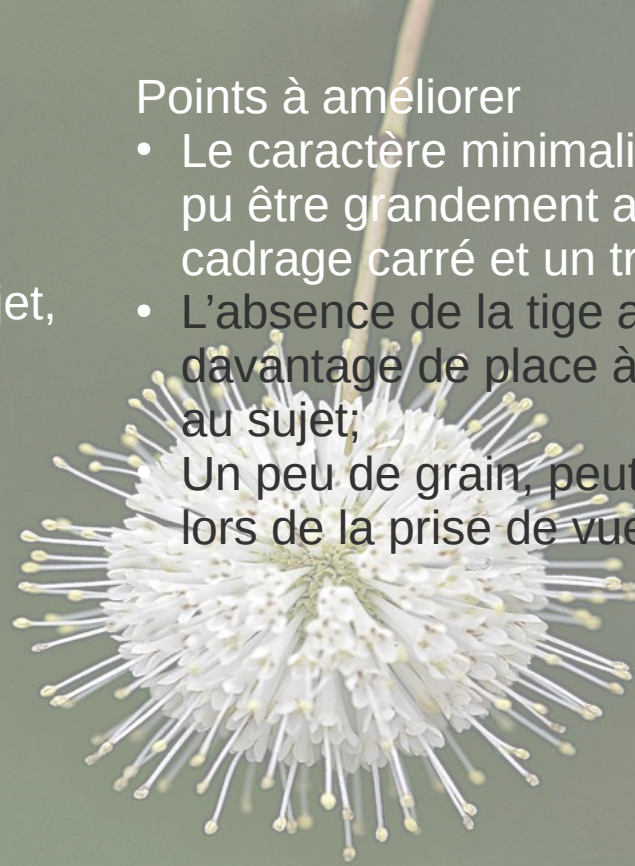 Points à améliorer
• Le caractère minimali
pu être grandement a
cadrage carré et un tr
jet,
• L’absence de la tige a
davantage de place à
au sujet;
• Un peu de grain, peut
lors de la prise de vue